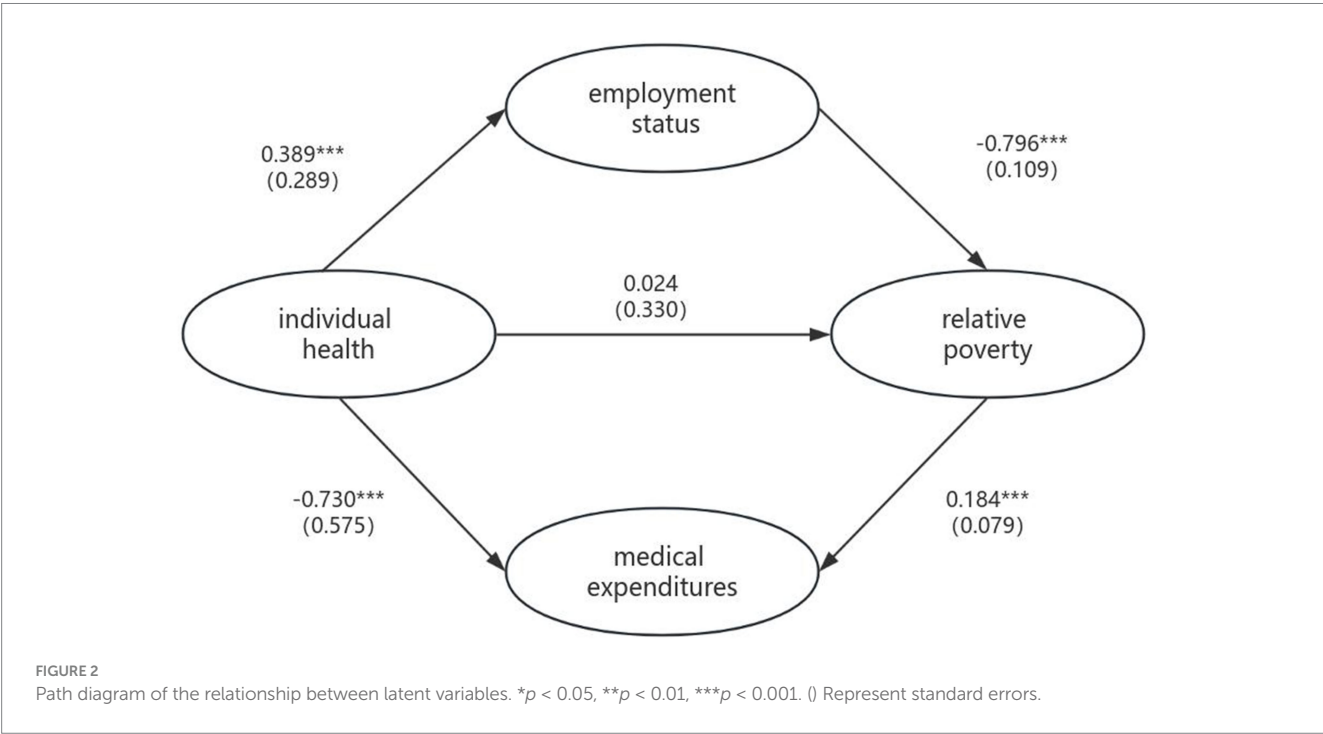 employment
status
0.389***
(0.289)
-0.796***
(0.109)
individual
health
0.024
(0.330)
relative
poverty
-0.730***
(0.575)
0.184***
(0.079)
medical
expenditures
FIGURE 2
Path diagram of the relationship between latent variables. *p < 0.05, **p < 0.01, ***p < 0.001. () Represent standard errors.